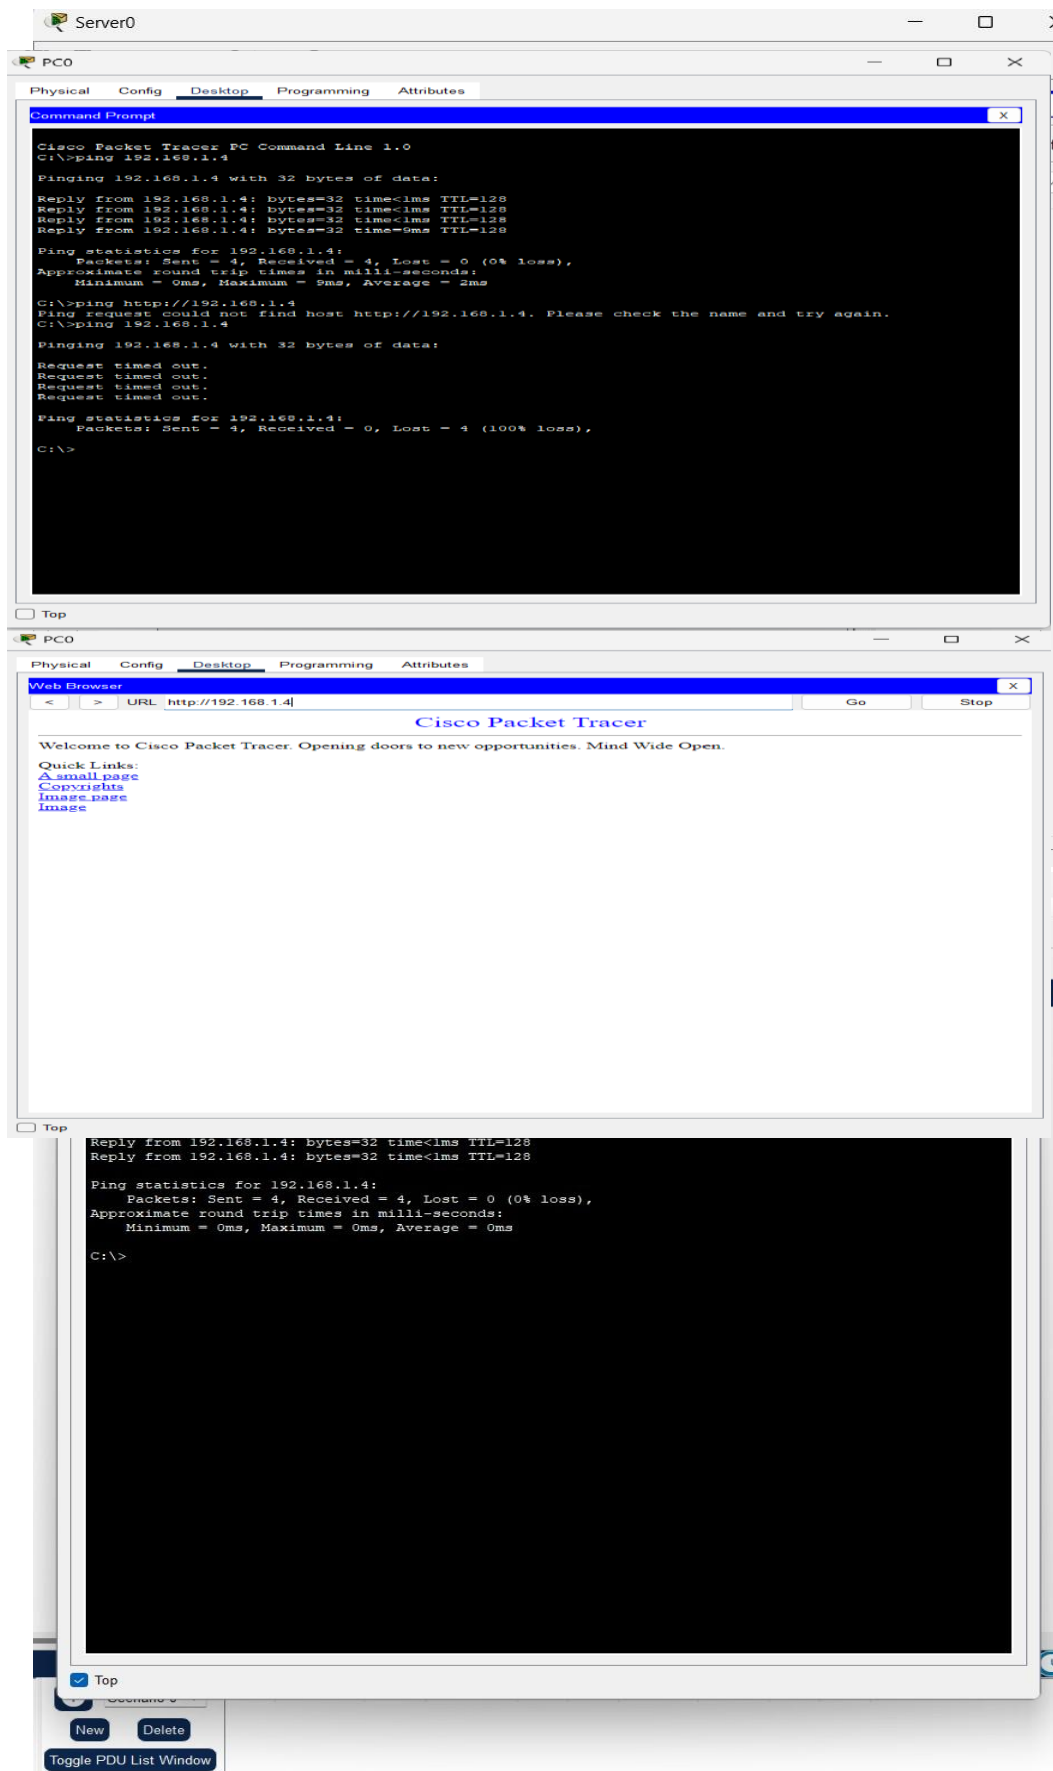 Server0
PC0
Physical Config Desktop Programming Attributes
Command Prompt X
Cisco Packet Tracer PC Command Line 1.0
C:\>ping 192.168.1.4
Pinging 192.168.1.4 with 32 bytes of data:
Reply from 192.168.1.4: bytes=32 time<1ms TTL=128
Reply from 192.168.1.4: bytes=32 time<1ms TTL=128
Reply from 192.168.1.4: bytes=32 time<1ms TTL=128
Reply from 192.168.1.4: bytes=32 time=9ms TTL=128
Ping statistics for 192.168.1.4:
Packets: Sent = 4, Received = 4, Lost = 0 (0% loss),
Approximate round trip times in milli-seconds:
Minimum = 0ms, Maximum = 9ms, Average = 2ms
C:\>ping http://192.168.1.4
Ping request could not find host http://192.168.1.4. Please check the name and try again.
C:\>ping 192.168.1.4
Pinging 192.168.1.4 with 32 bytes of data:
Request timed out.
Request timed out.
Request timed out.
Request timed out.
Ping statistics for 192.168.1.4:
Packets: Sent = 4, Received = 0, Lost = 4 (100% loss),
C:\>
Top
PC0
Physical Config Desktop Programming Attributes
Web Browser X
< > URL http://192.168.1.4 Go Stop
Cisco Packet Tracer
Welcome to Cisco Packet Tracer. Opening doors to new opportunities. Mind Wide Open.
Quick Links:
A small page
Copyrights
Image page
Image
Top
Reply from 192.168.1.4: bytes=32 time<1ms TTL=128
Reply from 192.168.1.4: bytes=32 time<1ms TTL=128
Ping statistics for 192.168.1.4:
Packets: Sent = 4, Received = 4, Lost = 0 (0% loss),
Approximate round trip times in milli-seconds:
Minimum = 0ms, Maximum = 0ms, Average = 0ms
C:\>
Top
New Delete
Toggle PDU List Window